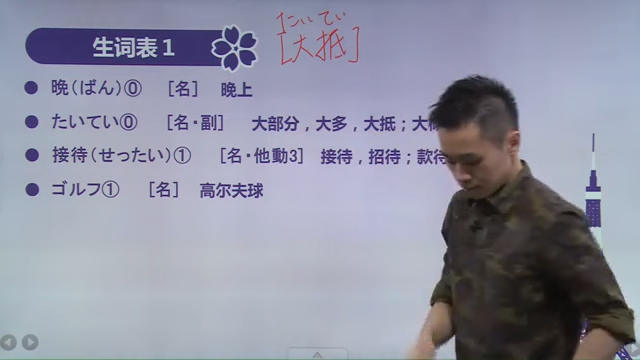 生词表1
たいてい
[大抵]
● 晩（ばん）⓪ [名] 晚上
● たいてい⓪ [名・副] 大部分，大多，大抵；大
● 接待（せったい）① [名・他動3] 接待，招待；款待
● ゴルフ① [名] 高尔夫球